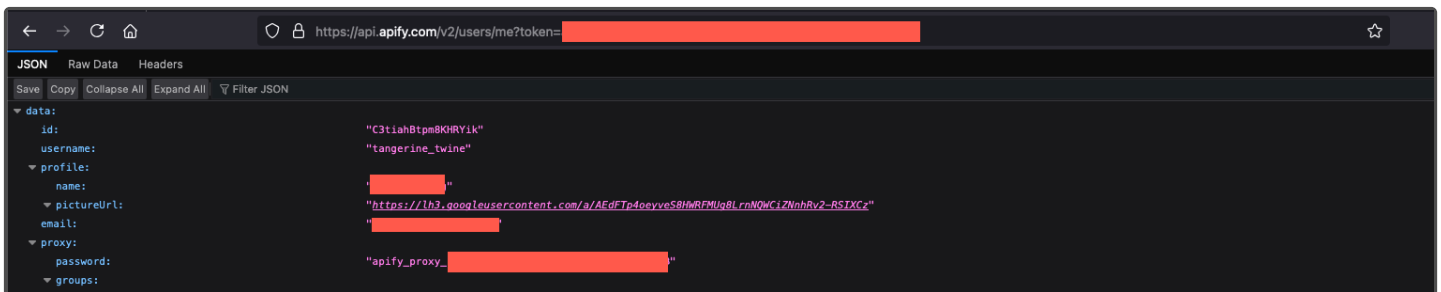 https://api.apify.com/v2/users/me?token=
JSON Raw Data Headers
Save Copy Collapse All Expand All Filter JSON
data:
id: "C3tiahBtpm8KHRYik"
username: "tangerine_twine"
profile:
name: " "
pictureUrl: "https://lh3.googleusercontent.com/a/AEdFTp4oeyveS8HWRFMUg8LrnNQWCiZNnhRv2-RSIXCz"
email: "
proxy:
password: "apify_proxy_ "
groups: